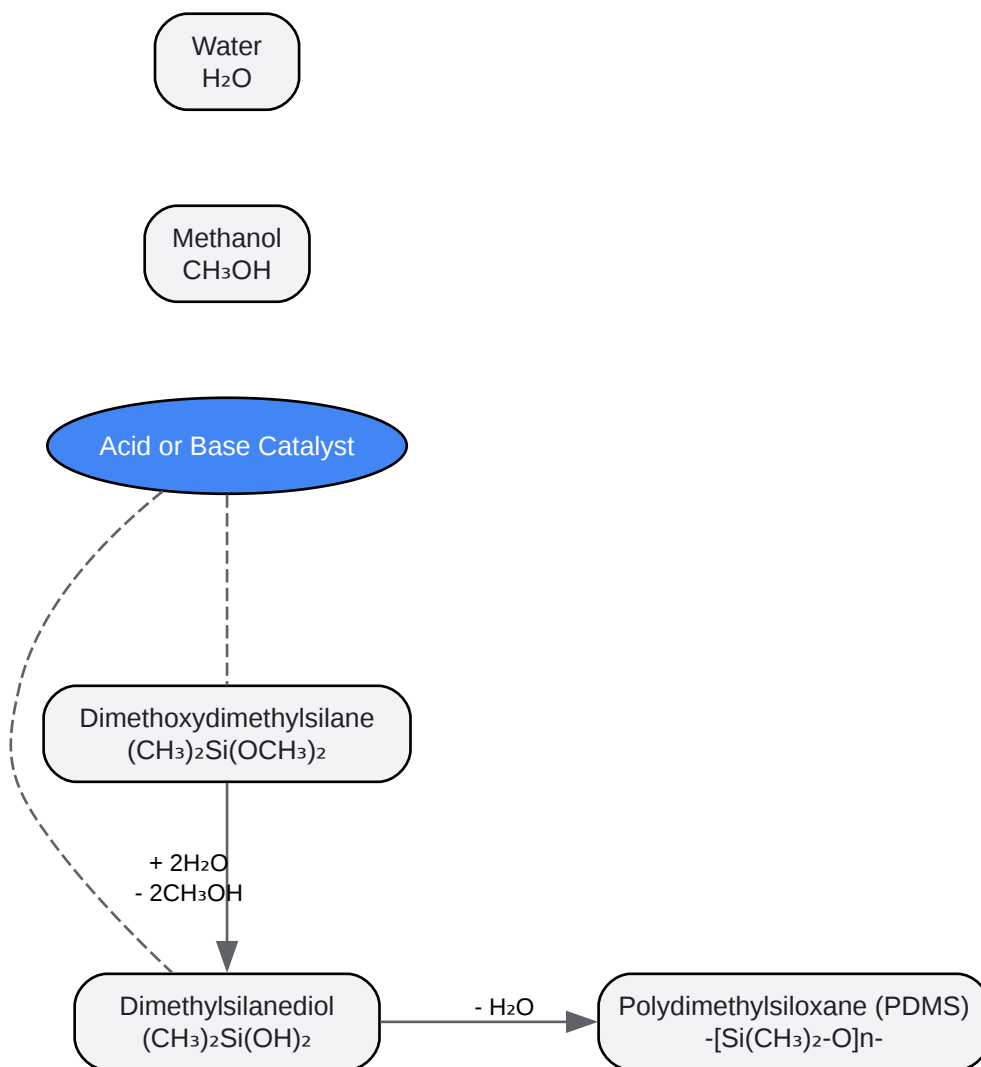 Water
H₂O
Methanol
CH₃OH
Acid or Base Catalyst
Dimethoxydimethylsilane
(CH₃)₂Si(OCH₃)₂
+ 2H₂O
- 2CH₃OH
Dimethylsilanediol
(CH₃)₂Si(OH)₂
- H₂O
Polydimethylsiloxane (PDMS)
-[Si(CH₃)₂-O]n-